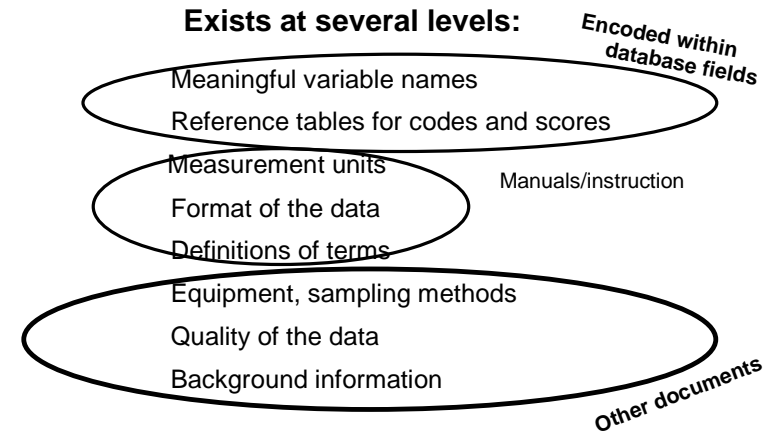 Exists at several levels:
Encoded within
database fields
Meaningful variable names
Reference tables for codes and scores
Measurement units
Manuals/instruction
Format of the data
Definitions of terms
Equipment, sampling methods
Quality of the data
Background information
Other documents